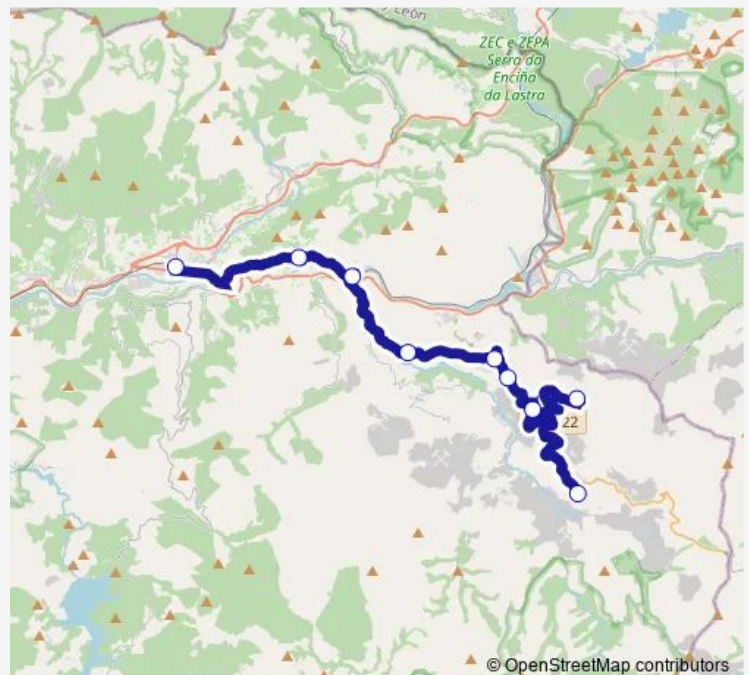 y León
ZEC e ZEPA
Serra da
Enciña
da Lastra
22
© OpenStreetMap contributors